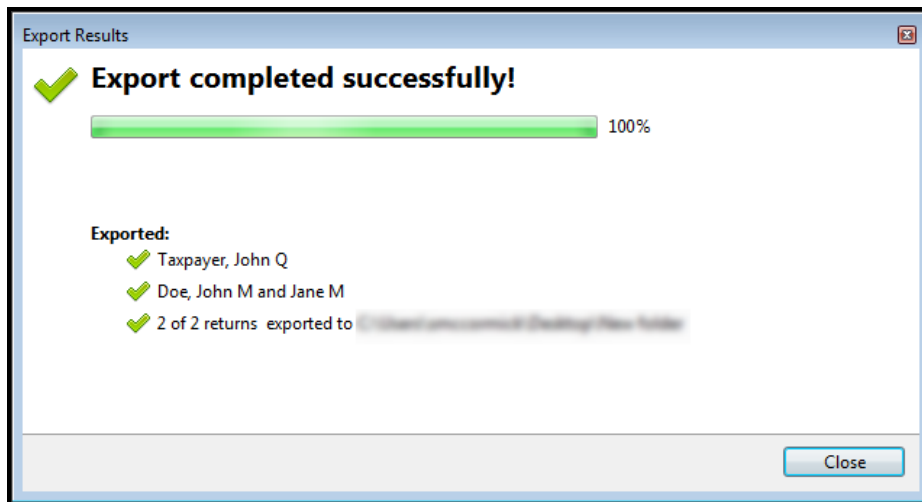 Export Results
Export completed successfully!
100%
Exported:
Taxpayer, John Q
Doe, John M and Jane M
2 of 2 returns exported to
Close